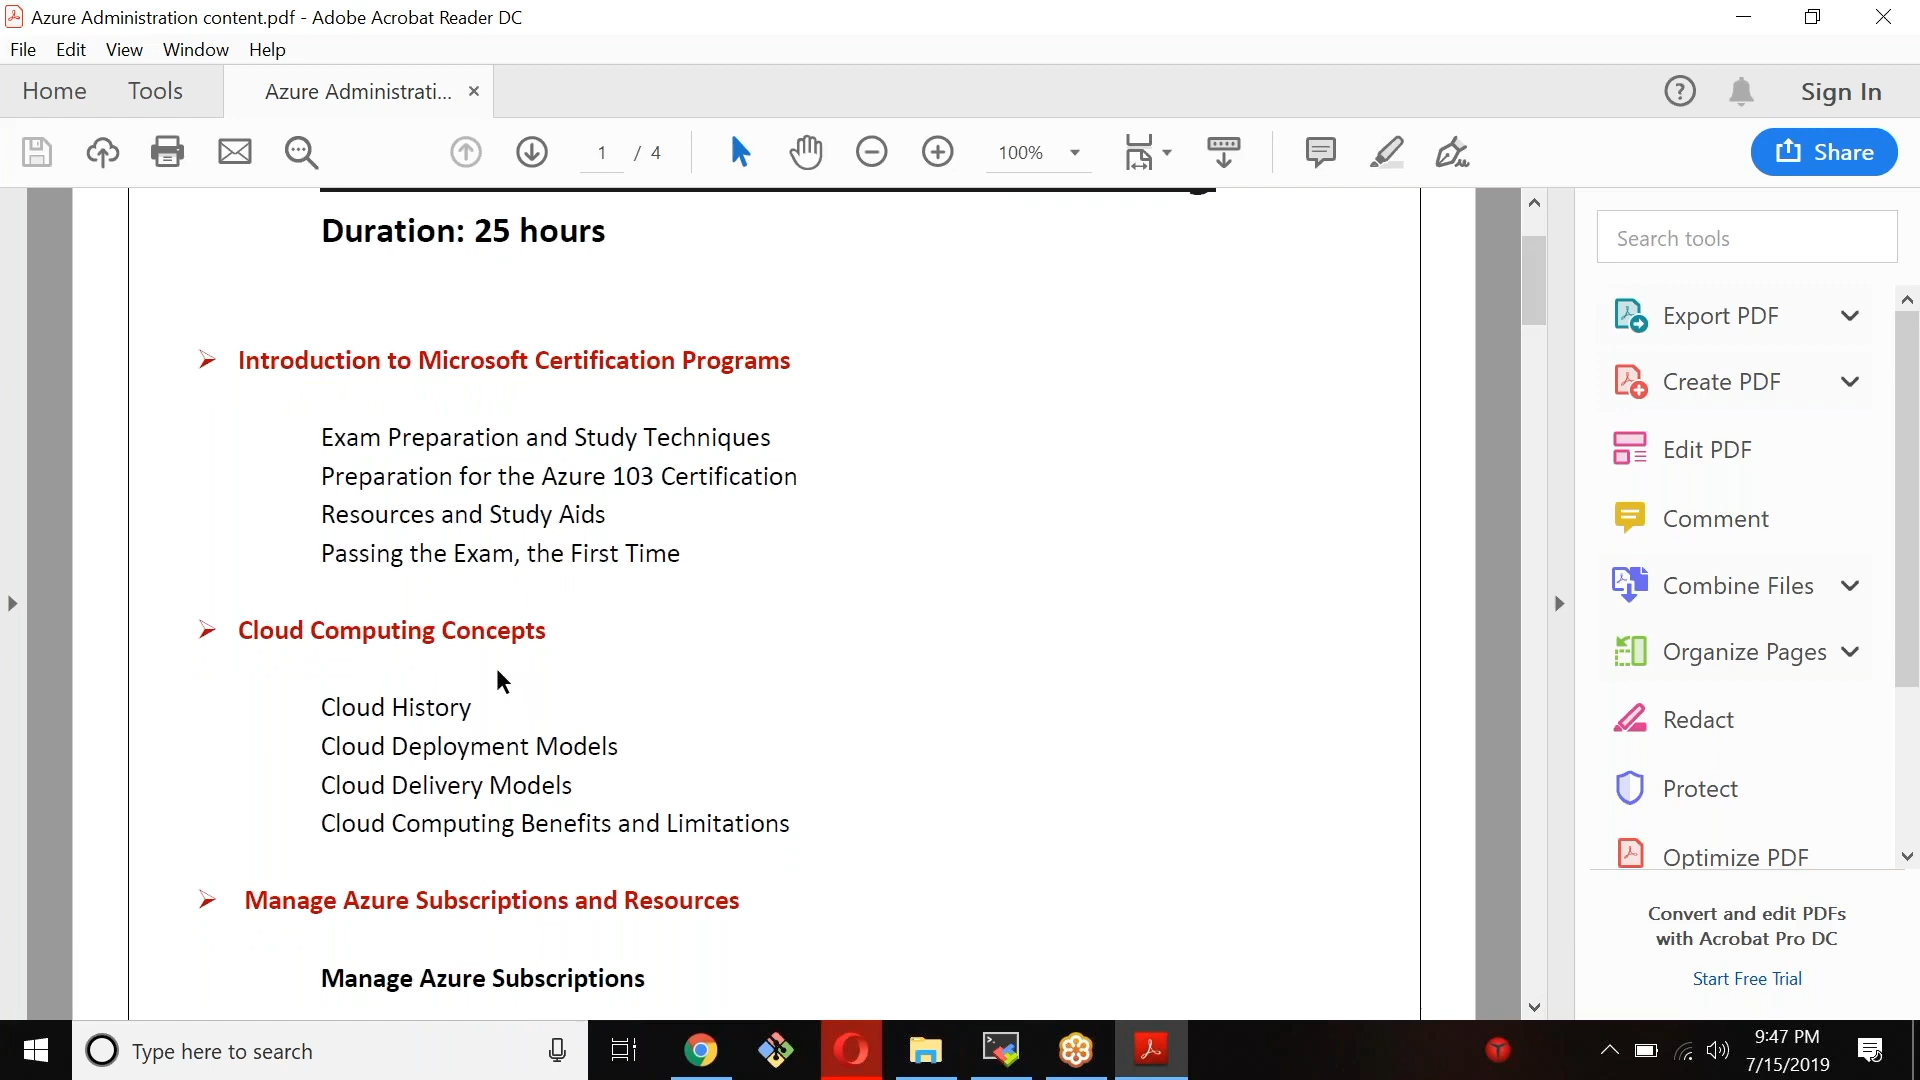 Azure Administration content.pdf - Adobe Acrobat Reader DC
File Edit View Window Help
Home Tools Azure Administrati... × Sign In
1 / 4 100% Share
Duration: 25 hours
Search tools
Introduction to Microsoft Certification Programs
Exam Preparation and Study Techniques
Preparation for the Azure 103 Certification
Resources and Study Aids
Passing the Exam, the First Time
Cloud Computing Concepts
Cloud History
Cloud Deployment Models
Cloud Delivery Models
Cloud Computing Benefits and Limitations
Manage Azure Subscriptions and Resources
Manage Azure Subscriptions
Export PDF
Create PDF
Edit PDF
Comment
Combine Files
Organize Pages
Redact
Protect
Optimize PDF
Convert and edit PDFs
with Acrobat Pro DC
Start Free Trial
Type here to search
9:47 PM
7/15/2019